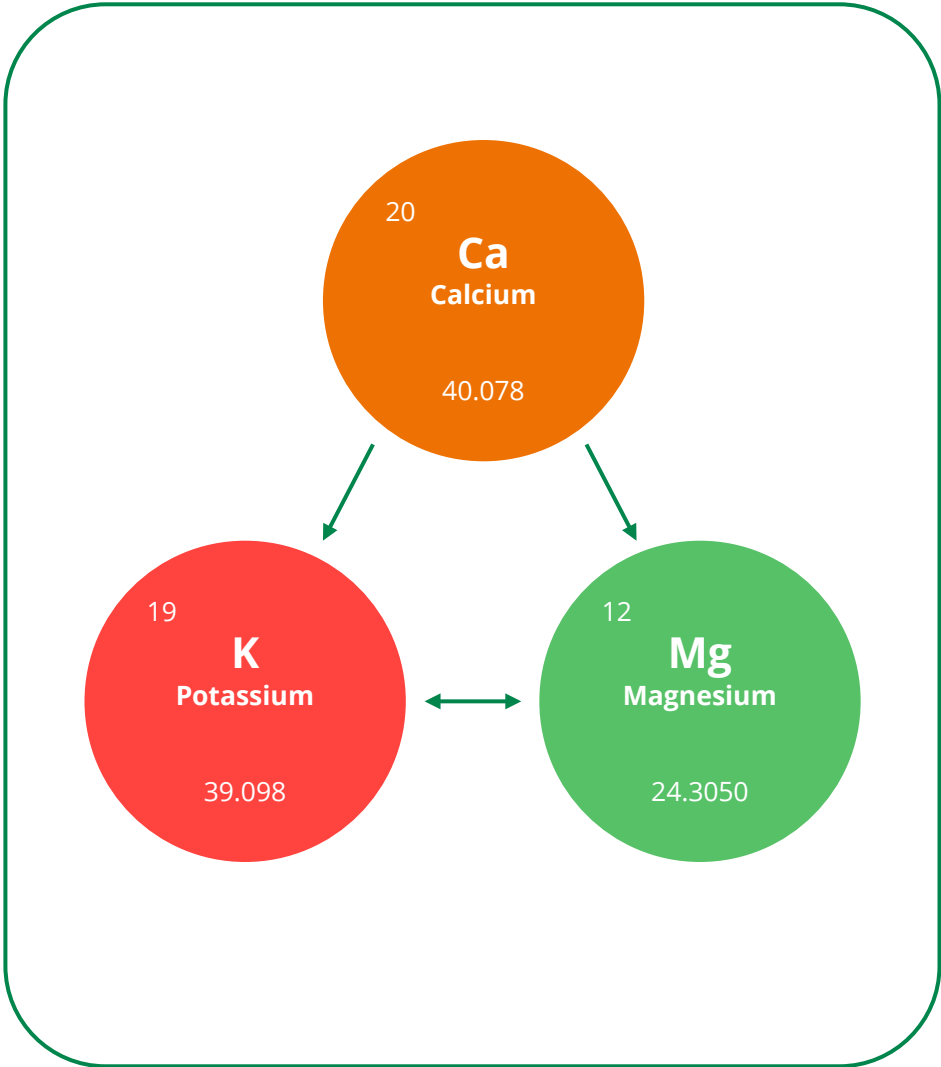 20
Ca
Calcium
40.078
19
K
Potassium
39.098
12
Mg
Magnesium
24.3050